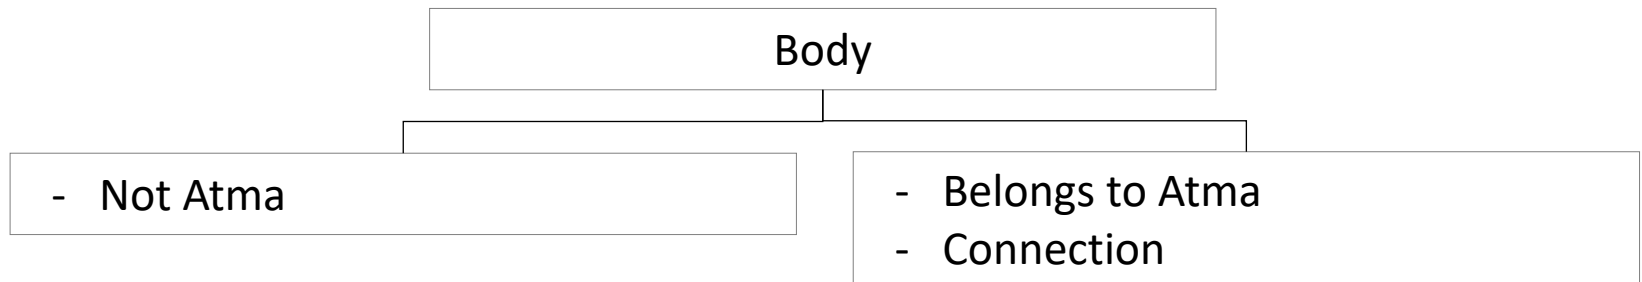 Body
- Not Atma
- Belongs to Atma
- Connection